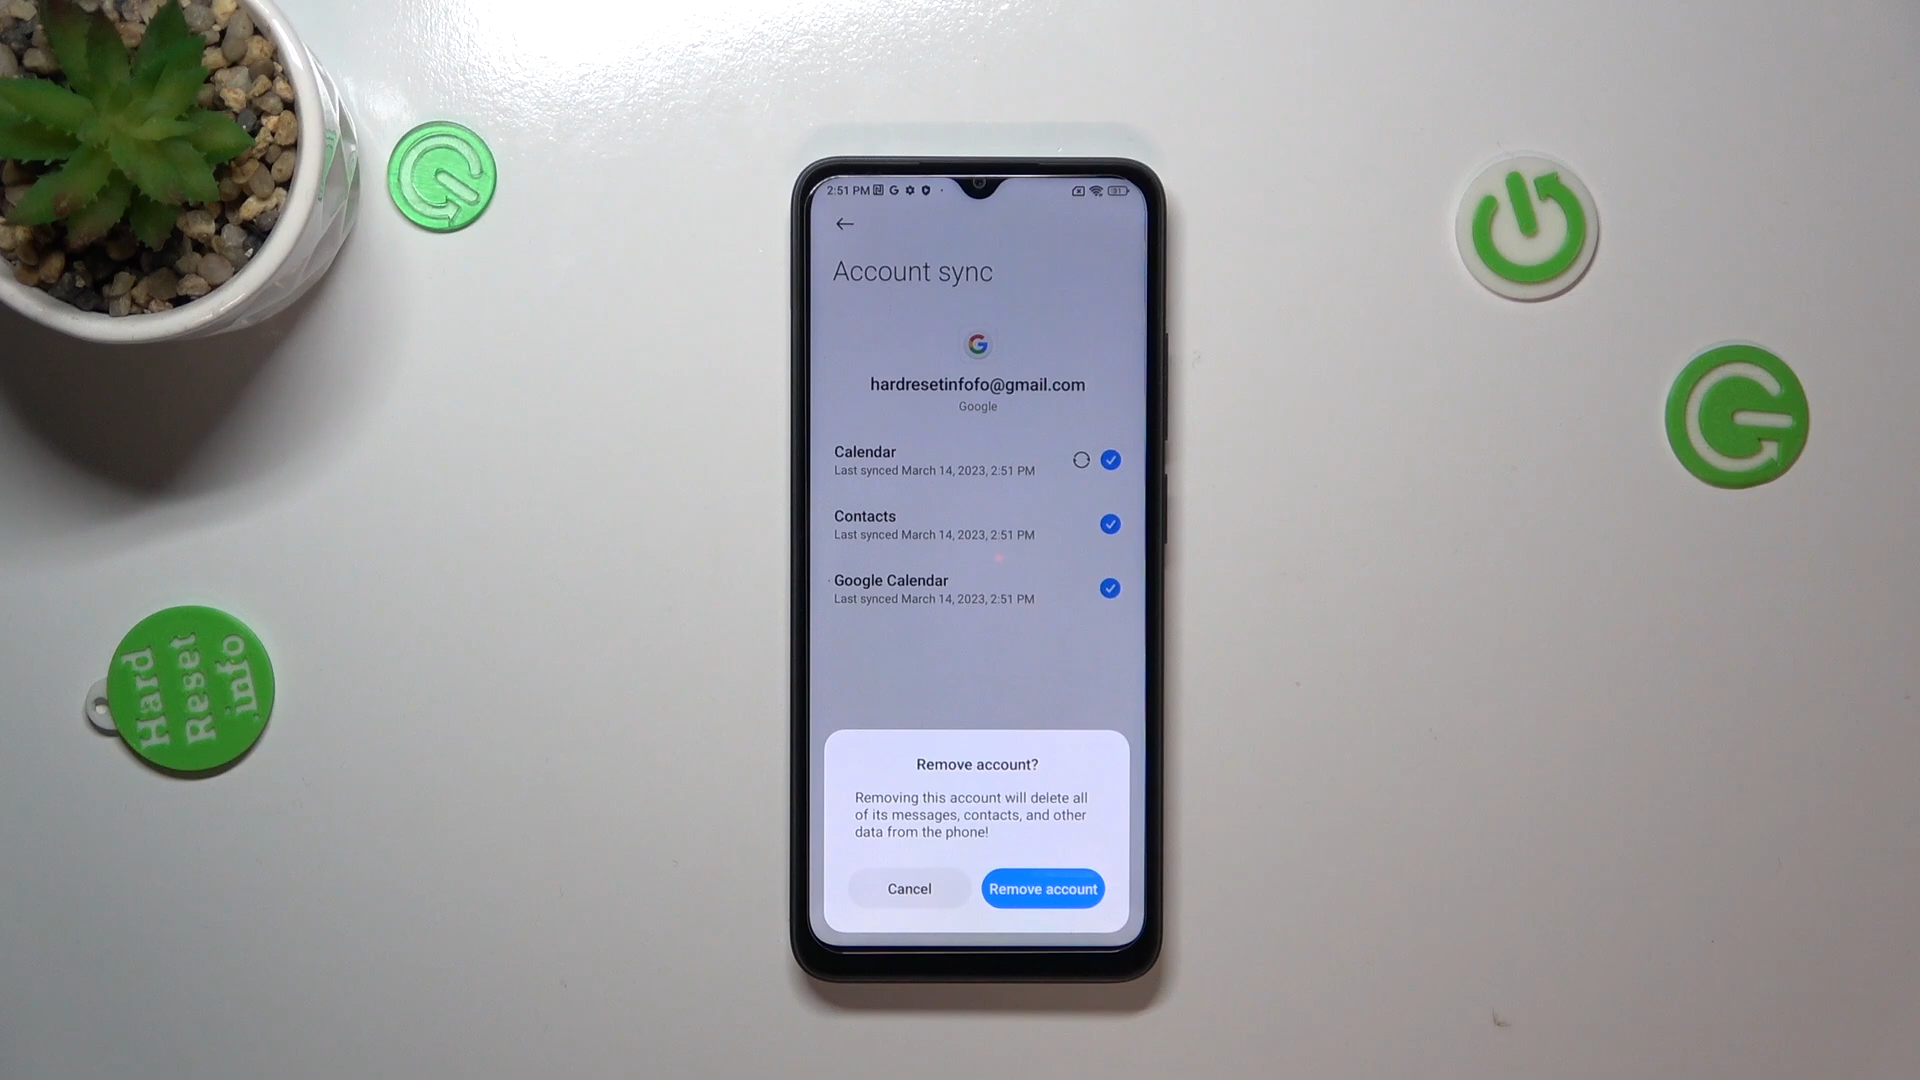 2:51 PM
91
Account sync
G
hardresetinfofo@gmail.com
Google
Calendar
Last synced March 14, 2023, 2:51 PM
Contacts
Last synced March 14, 2023, 2:51 PM
Google Calendar
Last synced March 14, 2023, 2:51 PM
Remove account?
Removing this account will delete all
of its messages, contacts, and other
data from the phone!
Cancel
Remove account
Hard
Reset
.info